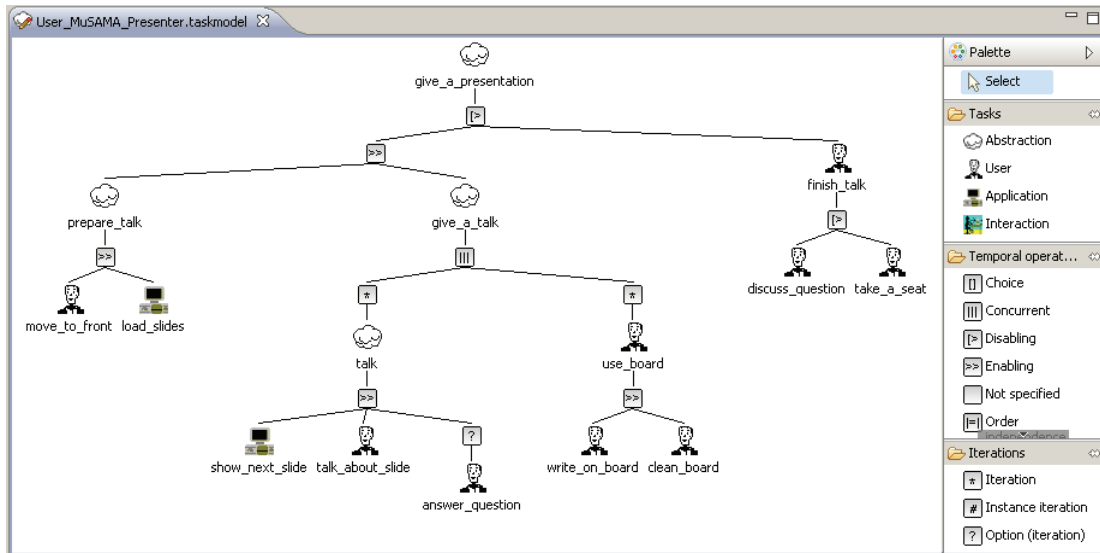 User_MuSAMA_Presenter.taskmodel
give_a_presentation
[>
>>
finish_talk
prepare_talk
give_a_talk
>>
|||
[>
move_to_front
load_slides
*
*
discuss_question
take_a_seat
talk
use_board
>>
>>
show_next_slide
talk_about_slide
?
write_on_board
clean_board
answer_question
Palette
Select
Tasks
Abstraction
User
Application
Interaction
Temporal operat...
[] Choice
||| Concurrent
[> Disabling
>> Enabling
Not specified
|=| Order
independence
Iterations
* Iteration
# Instance iteration
? Option (iteration)